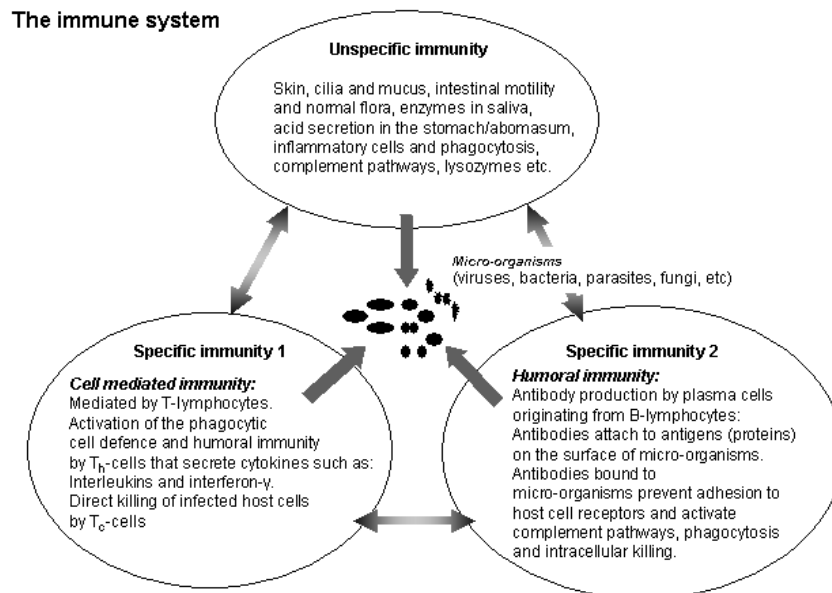 The immune system
Unspecific immunity
Skin, cilia and mucus, intestinal motility
and normal flora, enzymes in saliva,
acid secretion in the stomach/abomasum,
inflammatory cells and phagocytosis,
complement pathways, lysozymes etc.
Micro-organisms
(viruses, bacteria, parasites, fungi, etc)
Specific immunity 1
Cell mediated immunity:
Mediated by T-lymphocytes.
Activation of the phagocytic
cell defence and humoral immunity
by Th-cells that secrete cytokines such as:
Interleukins and interferon-γ.
Direct killing of infected host cells
by Tc-cells
Specific immunity 2
Humoral immunity:
Antibody production by plasma cells
originating from B-lymphocytes:
Antibodies attach to antigens (proteins)
on the surface of micro-organisms.
Antibodies bound to
micro-organisms prevent adhesion to
host cell receptors and activate
complement pathways, phagocytosis
and intracellular killing.